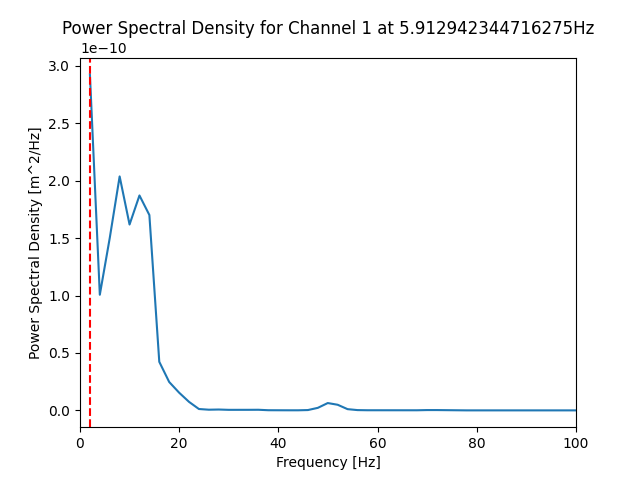 Power Spectral Density for Channel 1 at 5.912942344716275Hz
1e−10
3.0
2.5
2.0
1.5
1.0
0.5
0.0
Power Spectral Density [m^2/Hz]
0 20 40 60 80 100
Frequency [Hz]